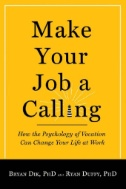 Make
Your Job a
Calling
How the Psychology of Vocation
Can Change Your Life at Work
Bryan Dik, PhD and Ryan Duffy, PhD